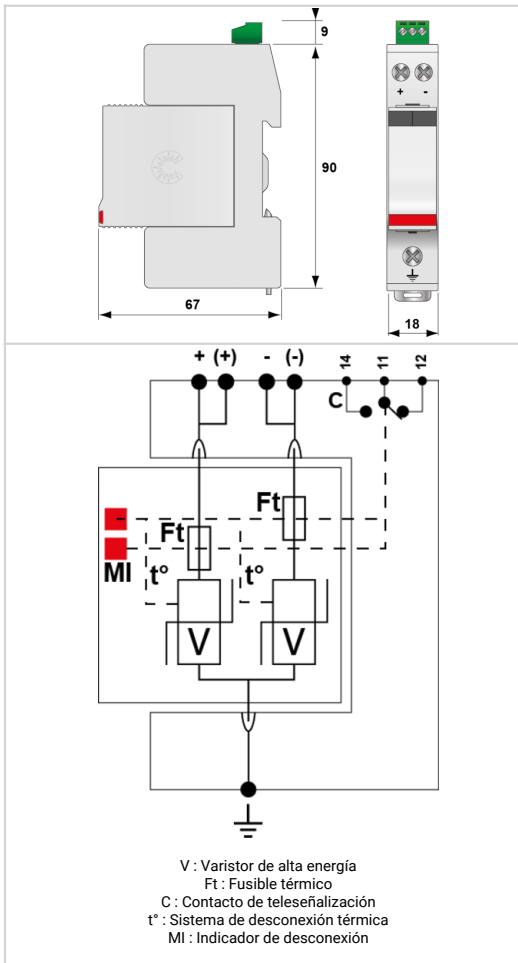 9
90
67
+ -
18
+ (+) - (-)
14 11 12
C
Ft
Ft
MI
t° t°
V V
V : Varistor de alta energía
Ft : Fusible térmico
C : Contacto de teleseñalización
t° : Sistema de desconexión térmica
MI : Indicador de desconexión